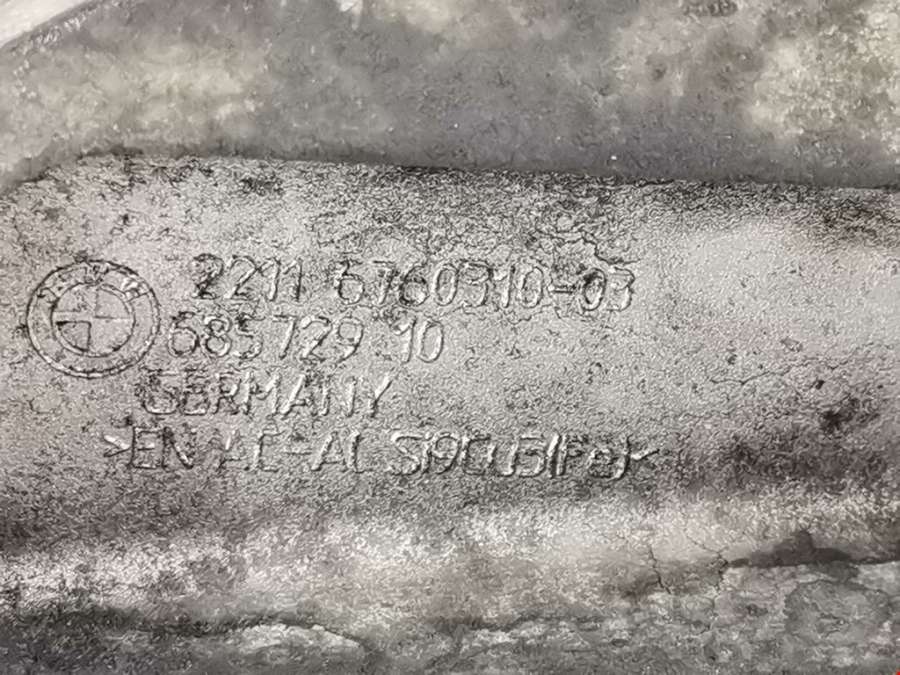 2211 6760310-03
685729 10
GERMANY
>EN AC-AL Si9Cu3(Fe)<